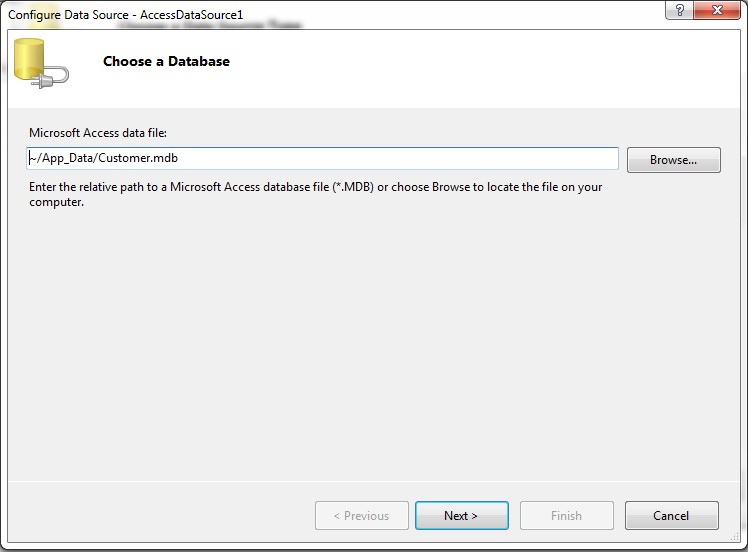 Configure Data Source - AccessDataSource1
?
Choose a Database
Microsoft Access data file:
~/App_Data/Customer.mdb
Browse...
Enter the relative path to a Microsoft Access database file (*.MDB) or choose Browse to locate the file on your
computer.
< Previous
Next >
Finish
Cancel